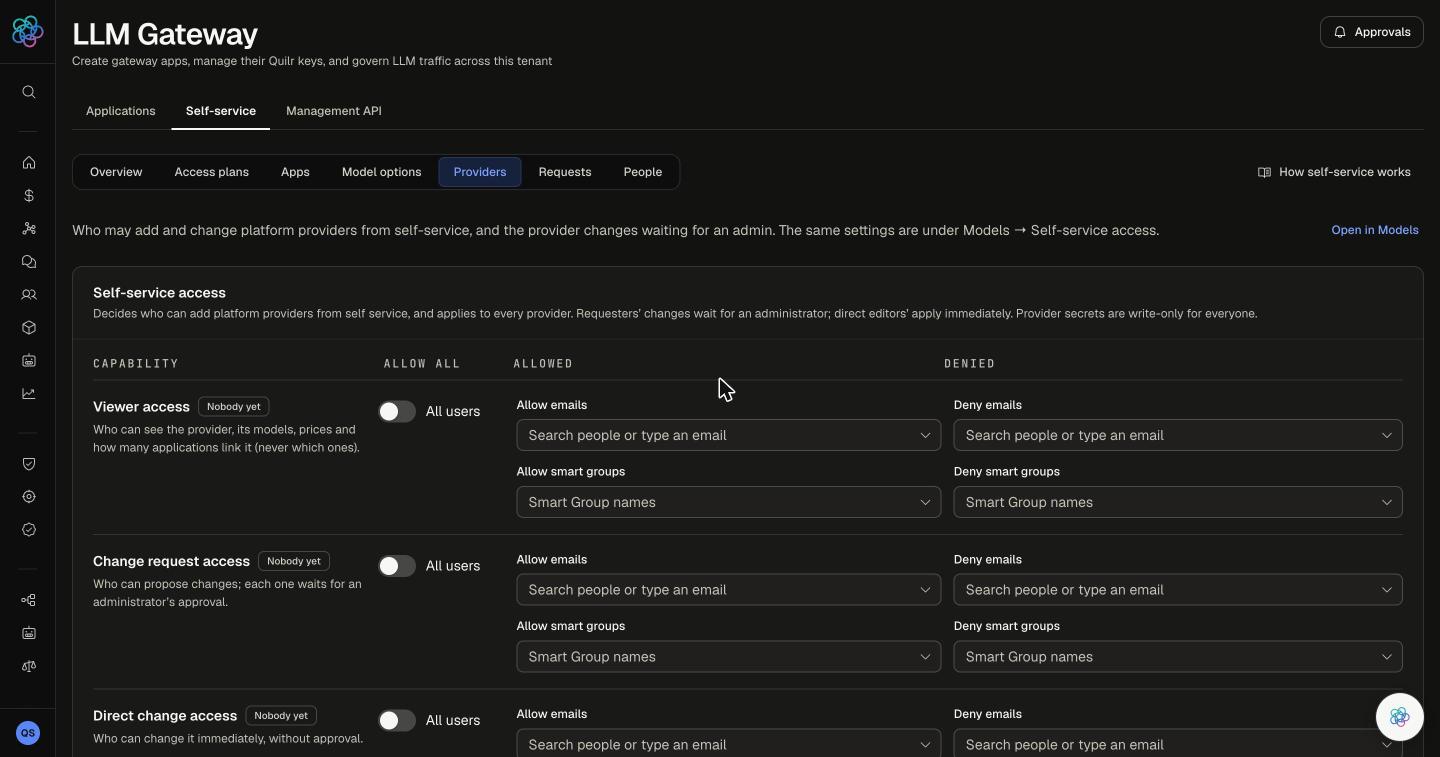 LLM Gateway
Approvals
Create gateway apps, manage their Quilr keys, and govern LLM traffic across this tenant
Applications
Self-service
Management API
Overview
Access plans
Apps
Model options
Providers
Requests
People
How self-service works
Who may add and change platform providers from self-service, and the provider changes waiting for an admin. The same settings are under Models → Self-service access.
Open in Models
Self-service access
Decides who can add platform providers from self service, and applies to every provider. Requesters' changes wait for an administrator; direct editors' apply immediately. Provider secrets are write-only for everyone.
CAPABILITY
ALLOW ALL
ALLOWED
DENIED
Viewer access
Nobody yet
Who can see the provider, its models, prices and
how many applications link it (never which ones).
All users
Allow emails
Search people or type an email
Deny emails
Search people or type an email
Allow smart groups
Smart Group names
Deny smart groups
Smart Group names
Change request access
Nobody yet
Who can propose changes; each one waits for an
administrator's approval.
All users
Allow emails
Search people or type an email
Deny emails
Search people or type an email
Allow smart groups
Smart Group names
Deny smart groups
Smart Group names
Direct change access
Nobody yet
Who can change it immediately, without approval.
All users
Allow emails
Search people or type an email
Deny emails
Search people or type an email
QS